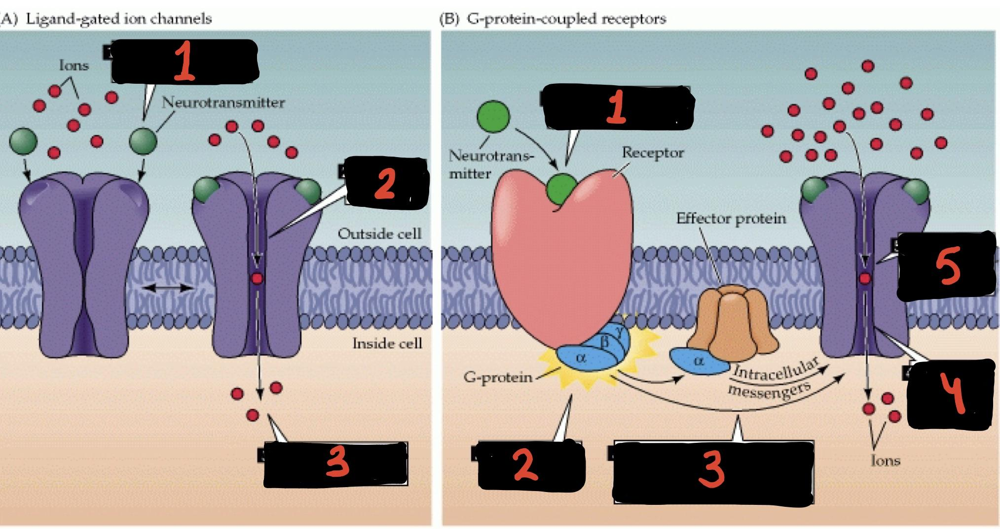 (A) Ligand-gated ion channels
1
Ions
Neurotransmitter
2
Outside cell
Inside cell
3
(B) G-protein-coupled receptors
1
Neurotrans-
mitter
Receptor
Effector protein
5
γ
β
α
α
G-protein
Intracellular
messengers
4
2
3
Ions